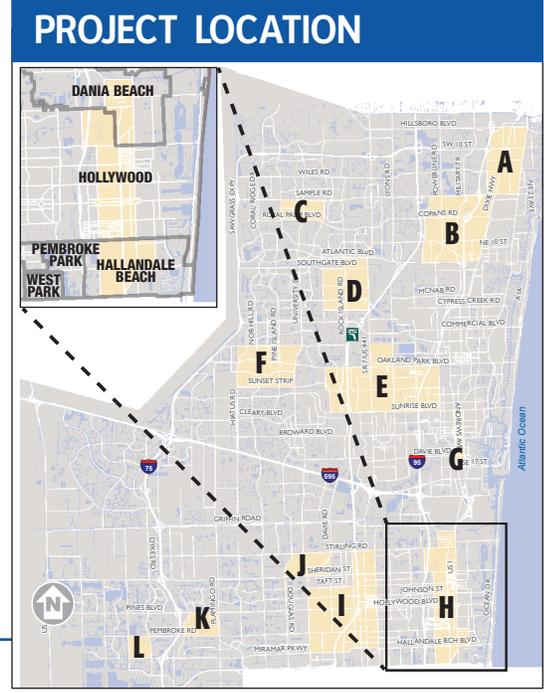 PROJECT LOCATION
DANIA BEACH
HOLLYWOOD
PEMBROKE
PARK
HALLANDALE
BEACH
WEST
PARK
HILLSBORO BLVD
SW 10 ST
A
POWERLINE RD
MILITARY TR
LYONS RD
DIXIE HWY
WILES RD
SAMPLE RD
SAWGRASS EXPY
CORAL RIDGE DR
C
ROYAL PALM BLVD
COPANS RD
B
NE 10 ST
ATLANTIC BLVD
SOUTHGATE BLVD
MCNAB RD
CYPRESS CREEK RD
A1A
D
ROCK ISLAND RD
UNIVERSITY
NOB HILL RD
PINE ISLAND RD
COMMERCIAL BLVD
SR 7/US 441
F
SUNSET STRIP
OAKLAND PARK BLVD
E
SUNRISE BLVD
HIATUS RD
CLEARY BLVD
BROWARD BLVD
ANDREWS AV
Atlantic Ocean
DAVIE BLVD
G
SE 17 ST
75
595
95
GRIFFIN ROAD
DAVIE RD
STIRLING RD
DYKES RD
J
SHERIDAN ST
TAFT ST
US 1
OCEAN DR
N
FLAMINGO RD
DOUGLAS RD
JOHNSON ST
HOLLYWOOD BLVD
H
I
K
PINES BLVD
PEMBROKE RD
L
MIRAMAR PKWY
HALLANDALE BCH BLVD
US